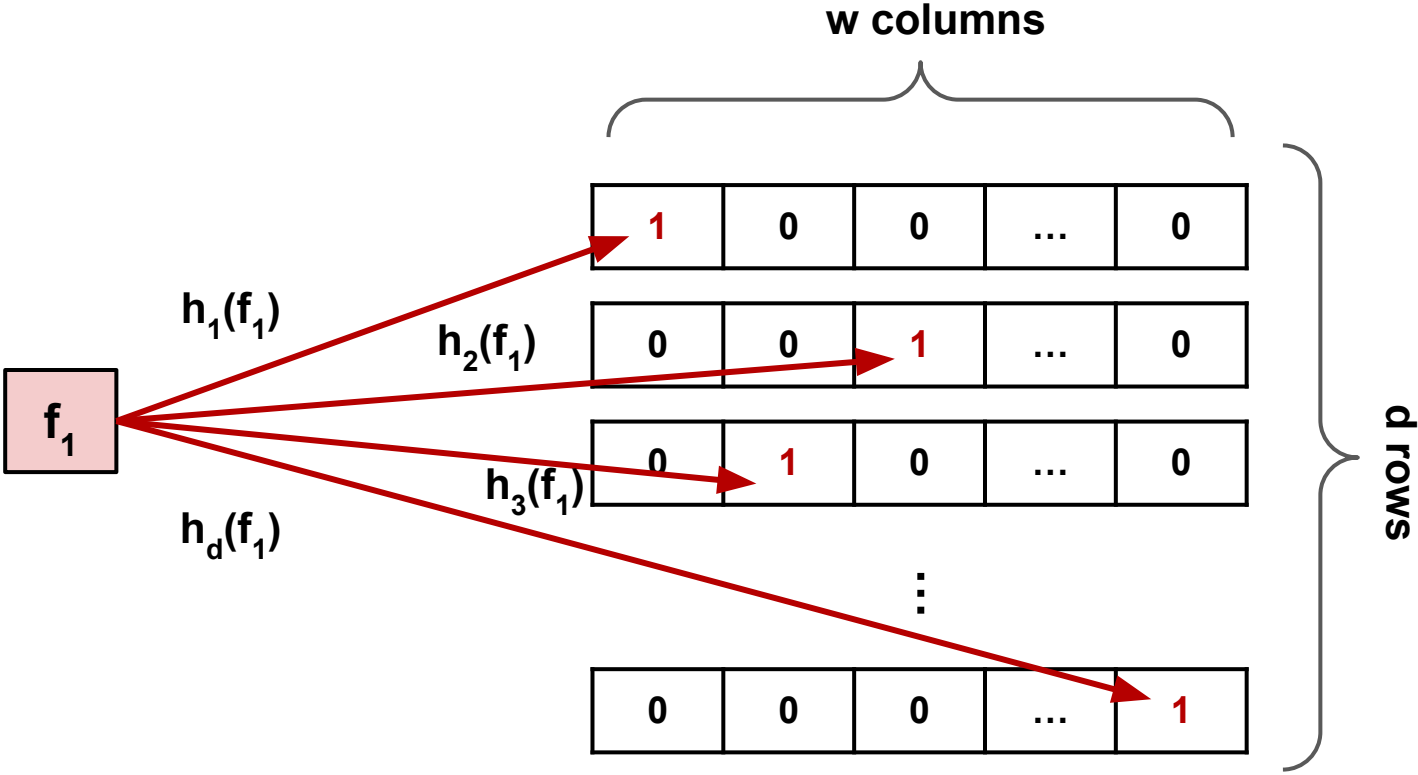 w columns
1 0 0 ... 0
h₁(f₁)
h₂(f₁)
0 0 1 ... 0
f₁
d rows
0 1 0 ... 0
h₃(f₁)
h_d(f₁)
⋮
0 0 0 ... 1